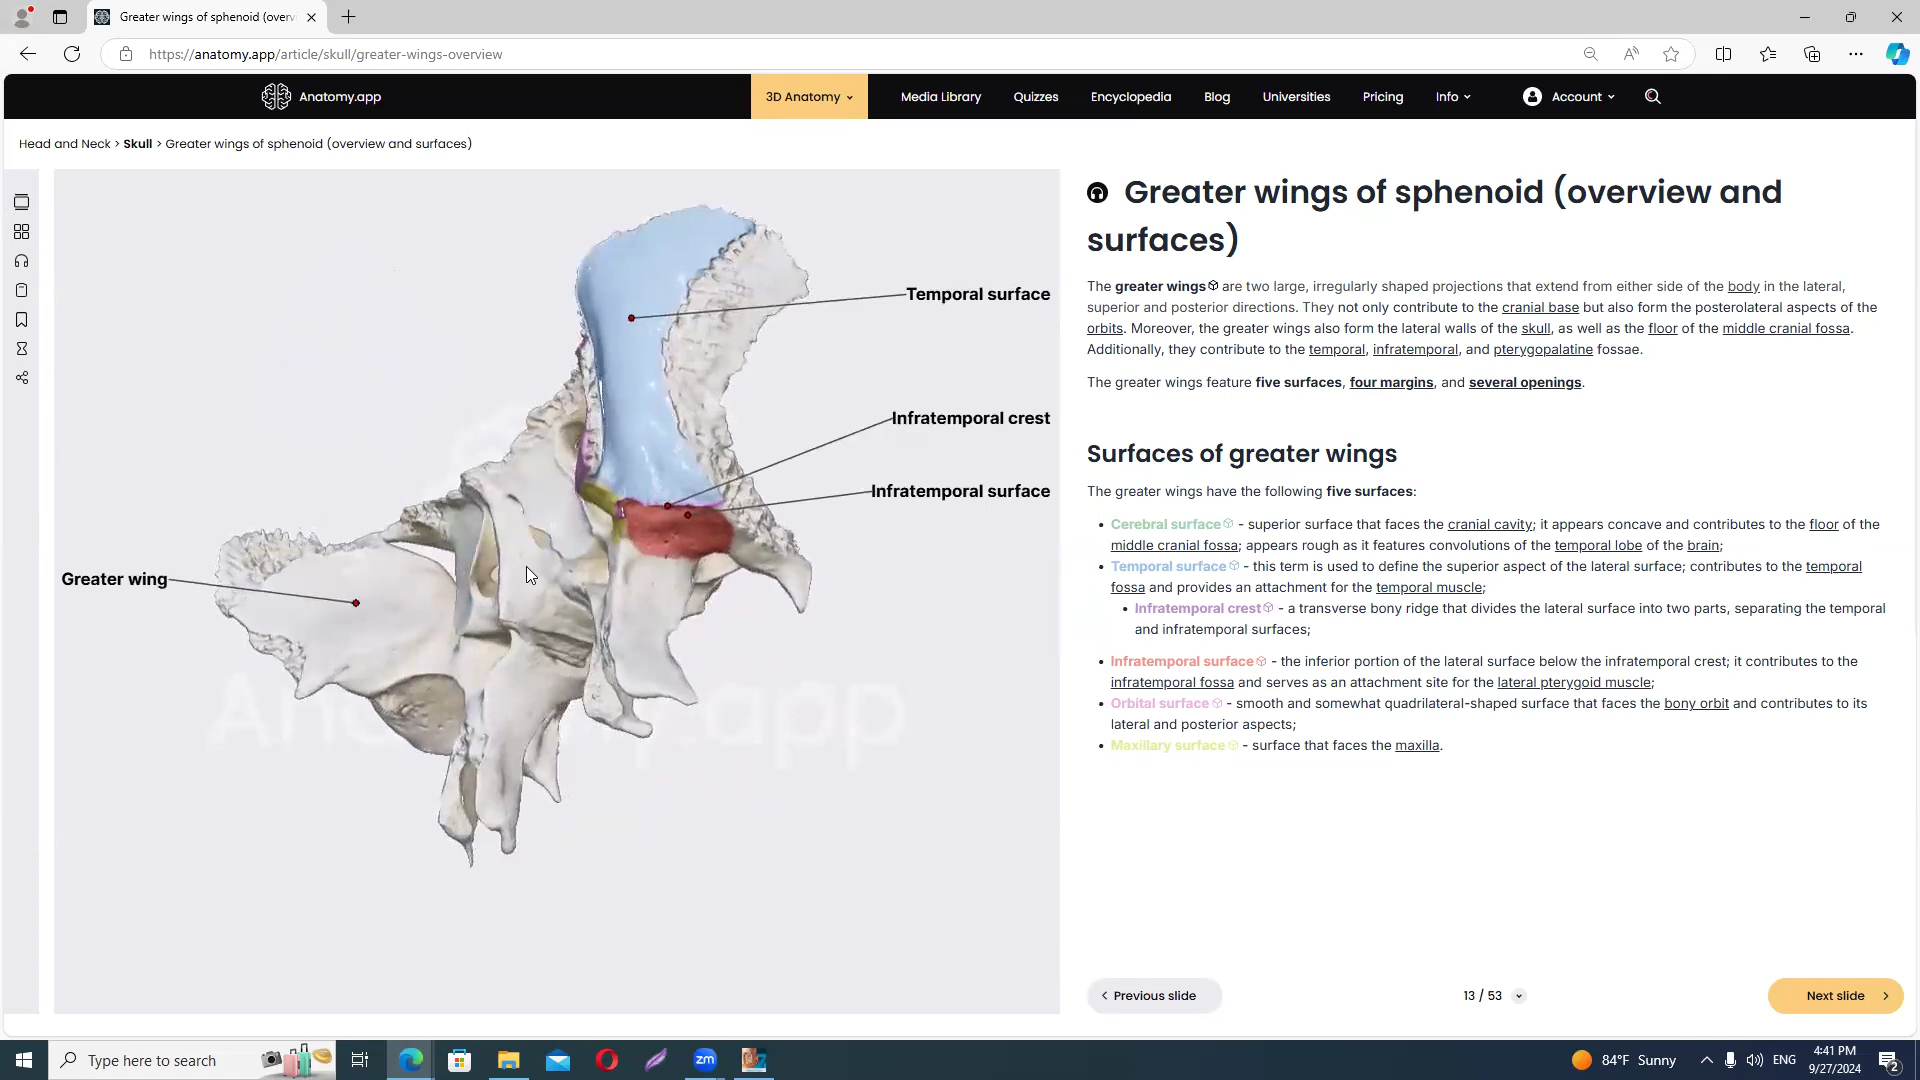 Greater wings of sphenoid (over
https://anatomy.app/article/skull/greater-wings-overview
Anatomy.app
3D Anatomy
Media Library
Quizzes
Encyclopedia
Blog
Universities
Pricing
Info
Account
Head and Neck > Skull > Greater wings of sphenoid (overview and surfaces)
Temporal surface
Infratemporal crest
Infratemporal surface
Greater wing
Anatomy.app
Greater wings of sphenoid (overview and
surfaces)
The greater wings are two large, irregularly shaped projections that extend from either side of the body in the lateral,
superior and posterior directions. They not only contribute to the cranial base but also form the posterolateral aspects of the
orbits. Moreover, the greater wings also form the lateral walls of the skull, as well as the floor of the middle cranial fossa.
Additionally, they contribute to the temporal, infratemporal, and pterygopalatine fossae.
The greater wings feature five surfaces, four margins, and several openings.
Surfaces of greater wings
The greater wings have the following five surfaces:
• Cerebral surface - superior surface that faces the cranial cavity; it appears concave and contributes to the floor of the
middle cranial fossa; appears rough as it features convolutions of the temporal lobe of the brain;
• Temporal surface - this term is used to define the superior aspect of the lateral surface; contributes to the temporal
fossa and provides an attachment for the temporal muscle;
• Infratemporal crest - a transverse bony ridge that divides the lateral surface into two parts, separating the temporal
and infratemporal surfaces;
• Infratemporal surface - the inferior portion of the lateral surface below the infratemporal crest; it contributes to the
infratemporal fossa and serves as an attachment site for the lateral pterygoid muscle;
• Orbital surface - smooth and somewhat quadrilateral-shaped surface that faces the bony orbit and contributes to its
lateral and posterior aspects;
• Maxillary surface - surface that faces the maxilla.
Previous slide
13 / 53
Next slide
Type here to search
zm
84°F Sunny
ENG
4:41 PM
9/27/2024
2